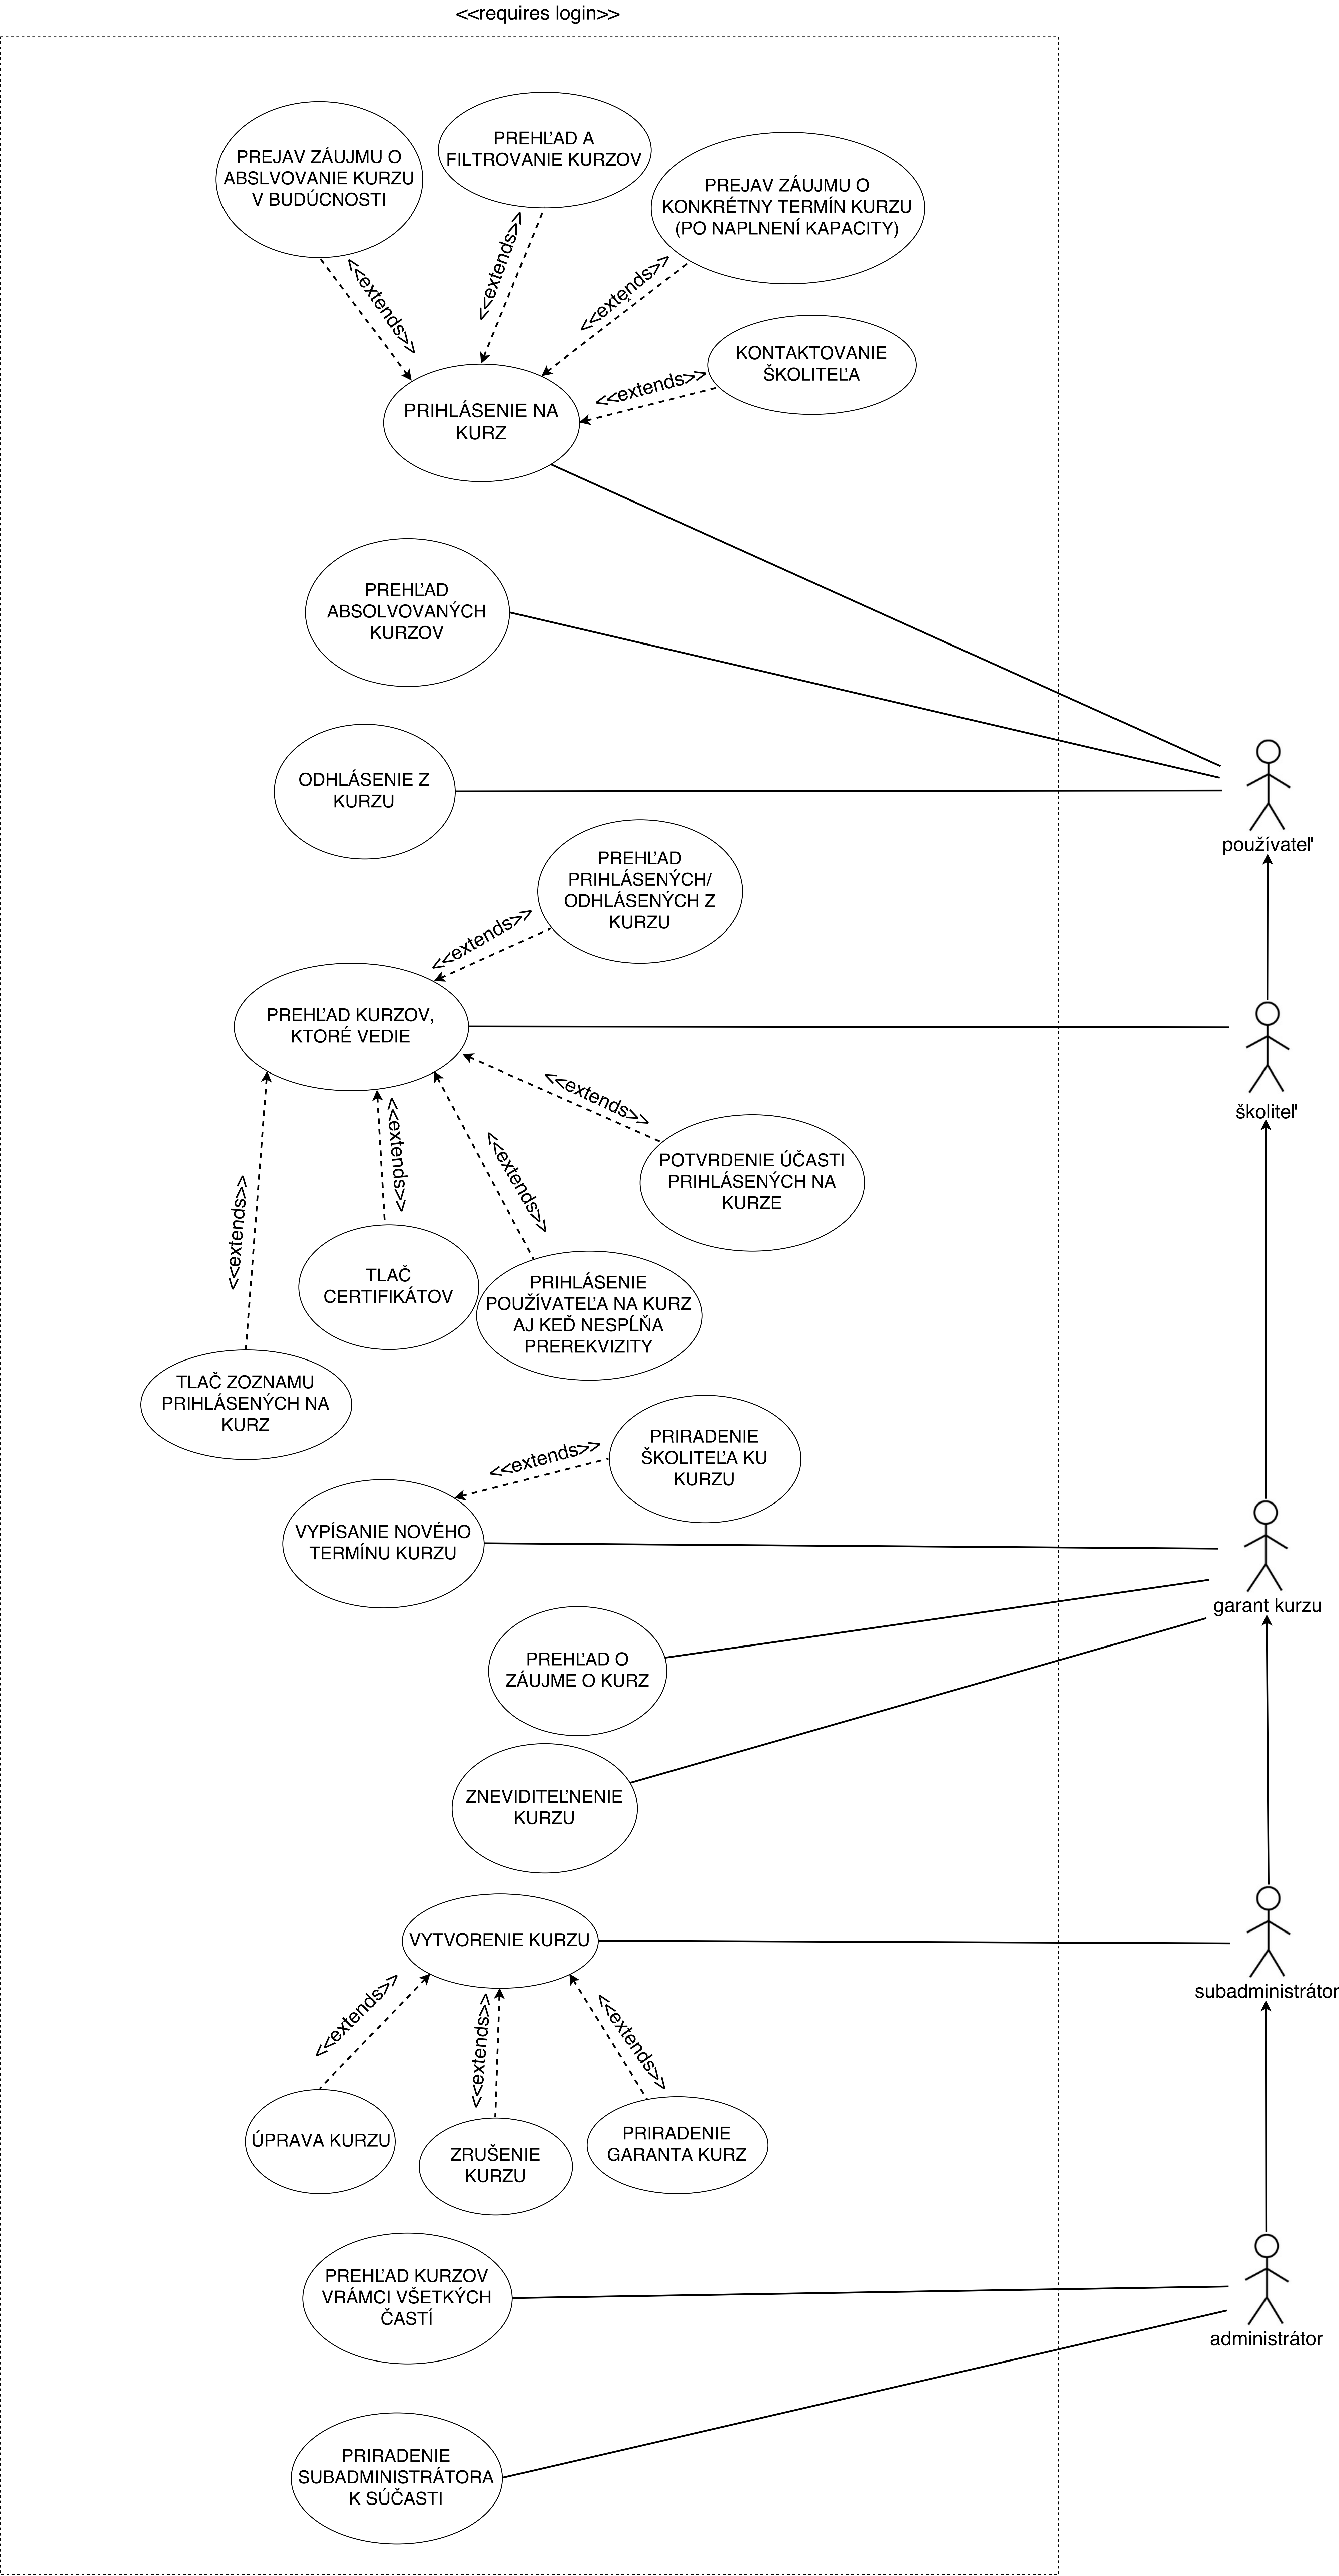 <<requires login>>
PREJAV ZÁUJMU O
ABSLVOVANIE KURZU
V BUDÚCNOSTI
PREHĽAD A
FILTROVANIE KURZOV
PREJAV ZÁUJMU O
KONKRÉTNY TERMÍN KURZU
(PO NAPLNENÍ KAPACITY)
<<extends>>
<<extends>>
<<extends>>
KONTAKTOVANIE
ŠKOLITEĽA
<<extends>>
PRIHLÁSENIE NA
KURZ
PREHĽAD
ABSOLVOVANÝCH
KURZOV
ODHLÁSENIE Z
KURZU
používateľ
PREHĽAD
PRIHLÁSENÝCH/
ODHLÁSENÝCH Z
KURZU
<<extends>>
PREHĽAD KURZOV,
KTORÉ VEDIE
školiteľ
<<extends>>
<<extends>>
<<extends>>
<<extends>>
POTVRDENIE ÚČASTI
PRIHLÁSENÝCH NA
KURZE
TLAČ
CERTIFIKÁTOV
PRIHLÁSENIE
POUŽÍVATEĽA NA KURZ
AJ KEĎ NESPĹŇA
PREREKVIZITY
TLAČ ZOZNAMU
PRIHLÁSENÝCH NA
KURZ
PRIRADENIE
ŠKOLITEĽA KU
KURZU
<<extends>>
VYPÍSANIE NOVÉHO
TERMÍNU KURZU
garant kurzu
PREHĽAD O
ZÁUJME O KURZ
ZNEVIDITEĽNENIE
KURZU
VYTVORENIE KURZU
subadministrátor
<<extends>>
<<extends>>
<<extends>>
ÚPRAVA KURZU
ZRUŠENIE
KURZU
PRIRADENIE
GARANTA KURZ
PREHĽAD KURZOV
VRÁMCI VŠETKÝCH
ČASTÍ
administrátor
PRIRADENIE
SUBADMINISTRÁTORA
K SÚČASTI